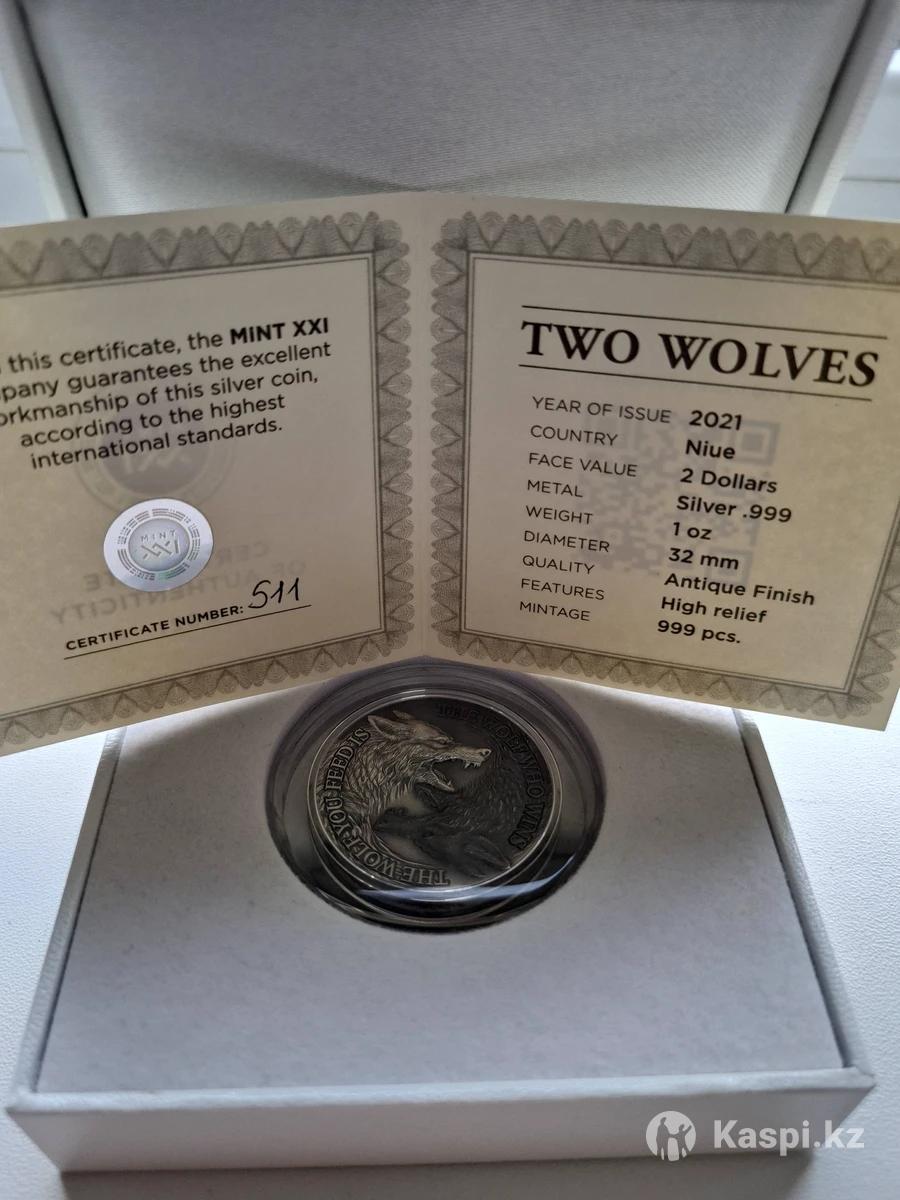 this certificate, the MINT XXI
pany guarantees the excellent
orkmanship of this silver coin,
according to the highest
international standards.
MINT
XXI
CERTIFICATE NUMBER: 511
TWO WOLVES
YEAR OF ISSUE 2021
COUNTRY Niue
FACE VALUE 2 Dollars
METAL Silver .999
WEIGHT 1 oz
DIAMETER 32 mm
QUALITY Antique Finish
FEATURES High relief
MINTAGE 999 pcs.
THE WOLF WHO WINS
THE WOLF YOU FEED IS
Kaspi.kz